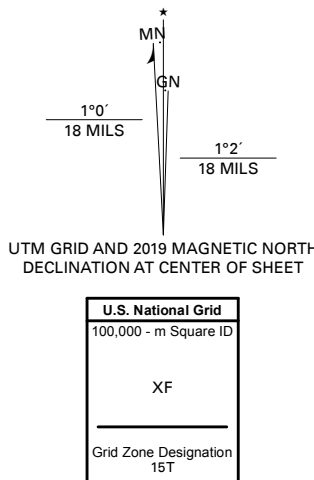 ★
MN
GN
1°0´
18 MILS
1°2´
18 MILS
UTM GRID AND 2019 MAGNETIC NORTH
DECLINATION AT CENTER OF SHEET
U.S. National Grid
100,000 - m Square ID
XF
Grid Zone Designation
15T